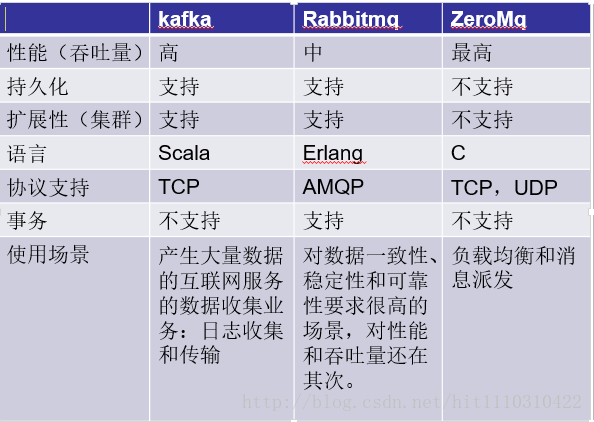 kafka Rabbitmq ZeroMq
性能（吞吐量） 高 中 最高
持久化 支持 支持 不支持
扩展性（集群） 支持 支持 不支持
语言 Scala Erlang C
协议支持 TCP AMQP TCP，UDP
事务 不支持 支持 不支持
使用场景
产生大量数据
的互联网服务
的数据收集业
务：日志收集
和传输
对数据一致性、
稳定性和可靠
性要求很高的
场景，对性能
和吞吐量还在
其次。
负载均衡和消
息派发
http://blog.csdn.net/hit1110310422